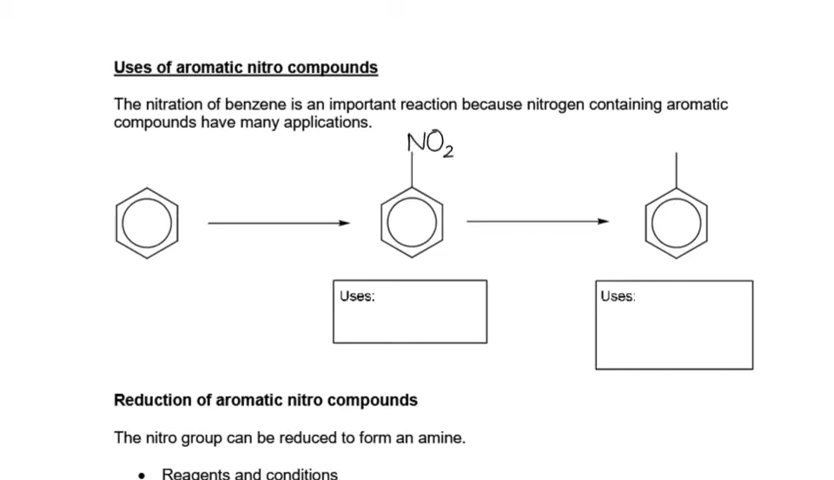 Uses of aromatic nitro compounds
The nitration of benzene is an important reaction because nitrogen containing aromatic
compounds have many applications.
NO2
Uses:
Uses:
Reduction of aromatic nitro compounds
The nitro group can be reduced to form an amine.
• Reagents and conditions